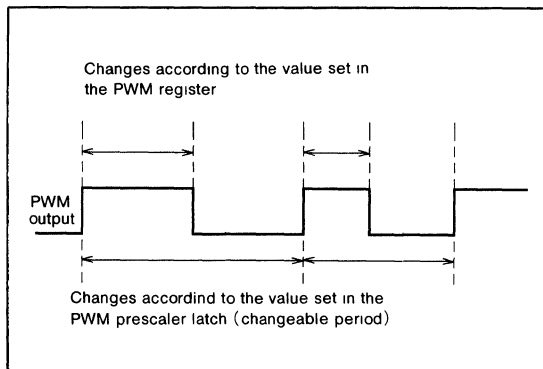 Changes according to the value set in
the PWM register
PWM
output
Changes accordind to the value set in the
PWM prescaler latch (changeable period)